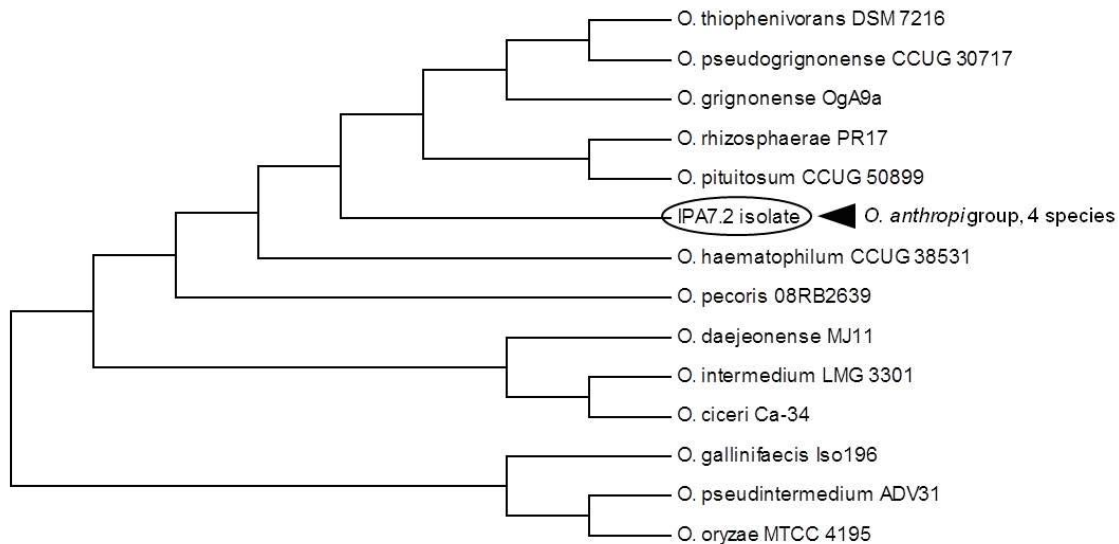 O. thiophenivorans DSM 7216
O. pseudogrignonense CCUG 30717
O. grignonense OgA9a
O. rhizosphaerae PR17
O. pituitosum CCUG 50899
IPA7.2 isolate O. anthropi group, 4 species
O. haematophilum CCUG 38531
O. pecoris 08RB2639
O. daejeonense MJ11
O. intermedium LMG 3301
O. ciceri Ca-34
O. gallinifaecis Iso196
O. pseudintermedium ADV31
O. oryzae MTCC 4195